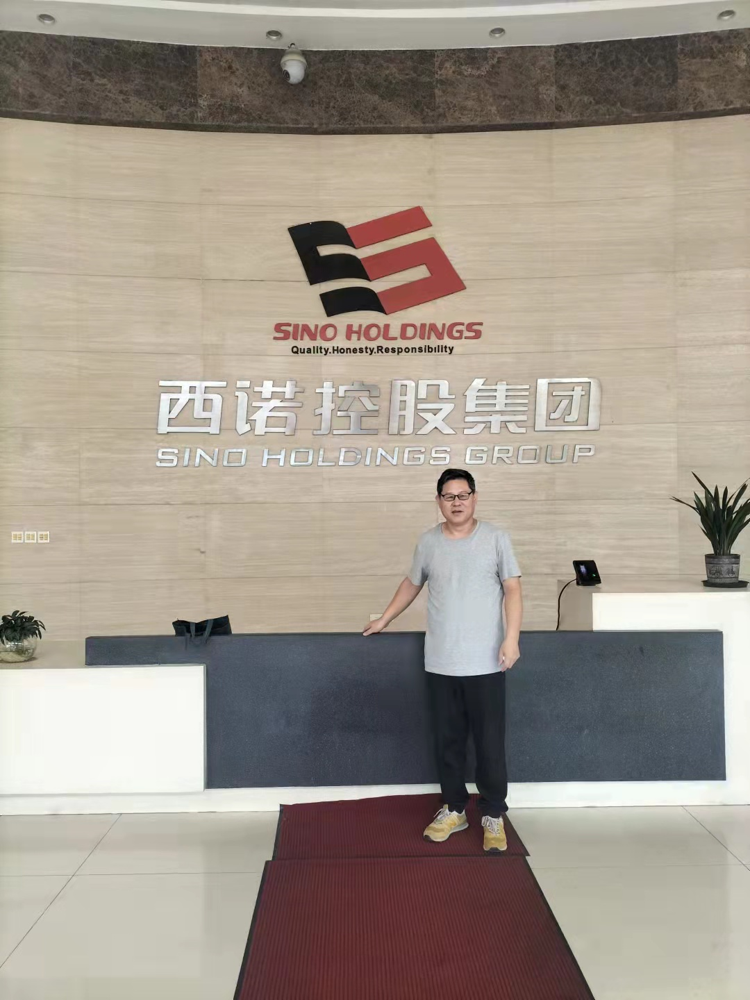 SINO HOLDINGS
Quality.Honesty.Responsibility
西诺控股集团
SINO HOLDINGS GROUP